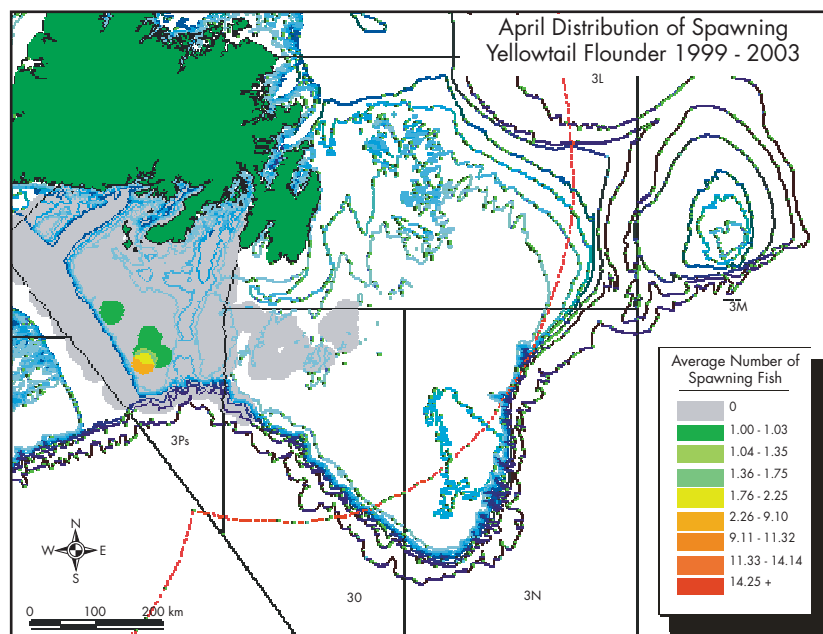 April Distribution of Spawning
Yellowtail Flounder 1999 - 2003
3L
3M
Average Number of
Spawning Fish
0
1.00 - 1.03
1.04 - 1.35
1.36 - 1.75
1.76 - 2.25
2.26 - 9.10
9.11 - 11.32
11.33 - 14.14
14.25 +
3Ps
N
W E
S
0 100 200 km
30
3N